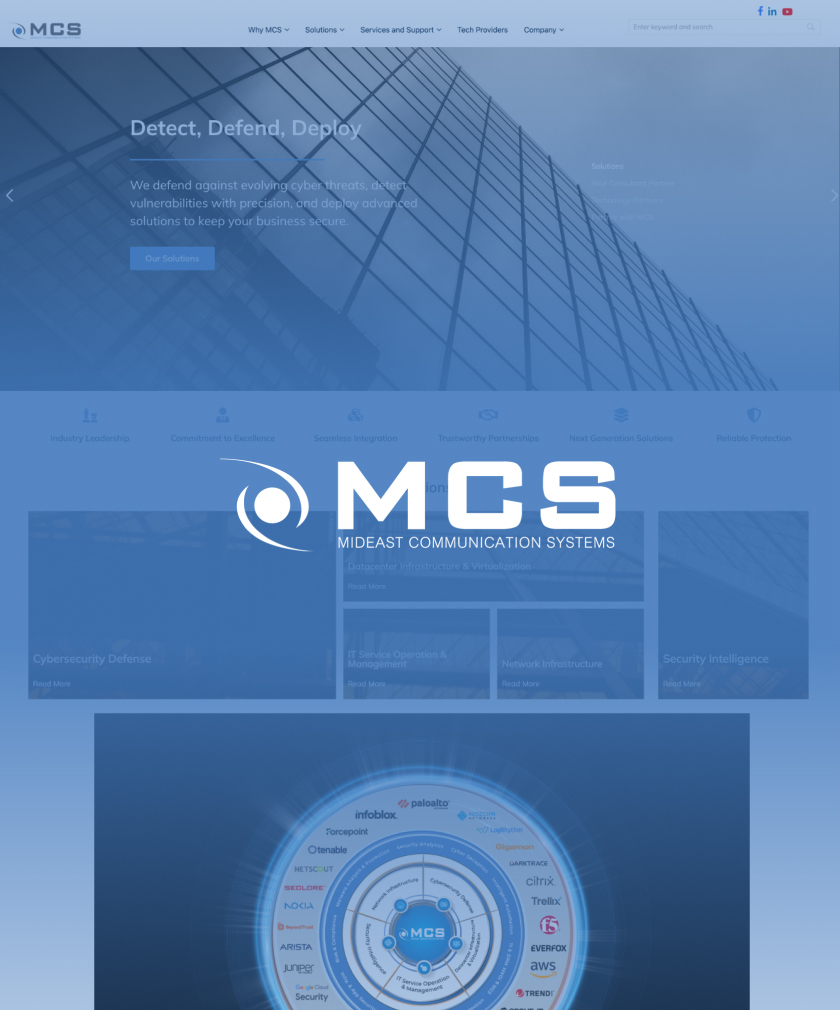 MCS
Why MCS
Solutions
Services and Support
Tech Providers
Company
Enter keyword and search
Detect, Defend, Deploy
We defend against evolving cyber threats, detect
vulnerabilities with precision, and deploy advanced
solutions to keep your business secure.
Our Solutions
Solutions
Industry Leadership
Commitment to Excellence
Seamless Integration
Trustworthy Partnerships
Next Generation Solutions
Reliable Protection
MCS
MIDEAST COMMUNICATION SYSTEMS
Datacenter Infrastructure & Virtualization
Read More
Cybersecurity Defense
Read More
IT Service Operation &
Management
Read More
Network Infrastructure
Read More
Security Intelligence
Read More
paloalto
infoblox.
Forcepoint
LogRhythm
tenable
Gigamon
NETSCOUT
DARKTRACE
SEDLORE
citrix
NOKIA
Trellix
BeyondTrust
f5
ARISTA
EVERFOX
JUNIPER
aws
Google Cloud
Security
TREND
Security Analytics
Network Infrastructure
Cybersecurity Defense
Datacenter Infrastructure
& Virtualization
IT Service Operation
& Management
Security Intelligence
MCS